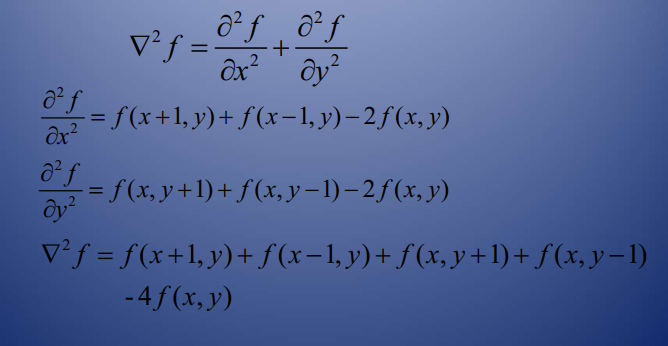 ∇²f = ∂²f/∂x² + ∂²f/∂y²
∂²f/∂x² = f(x+1, y) + f(x−1, y) − 2f(x, y)
∂²f/∂y² = f(x, y+1) + f(x, y−1) − 2f(x, y)
∇²f = f(x+1, y) + f(x−1, y) + f(x, y+1) + f(x, y−1)
-4f(x, y)